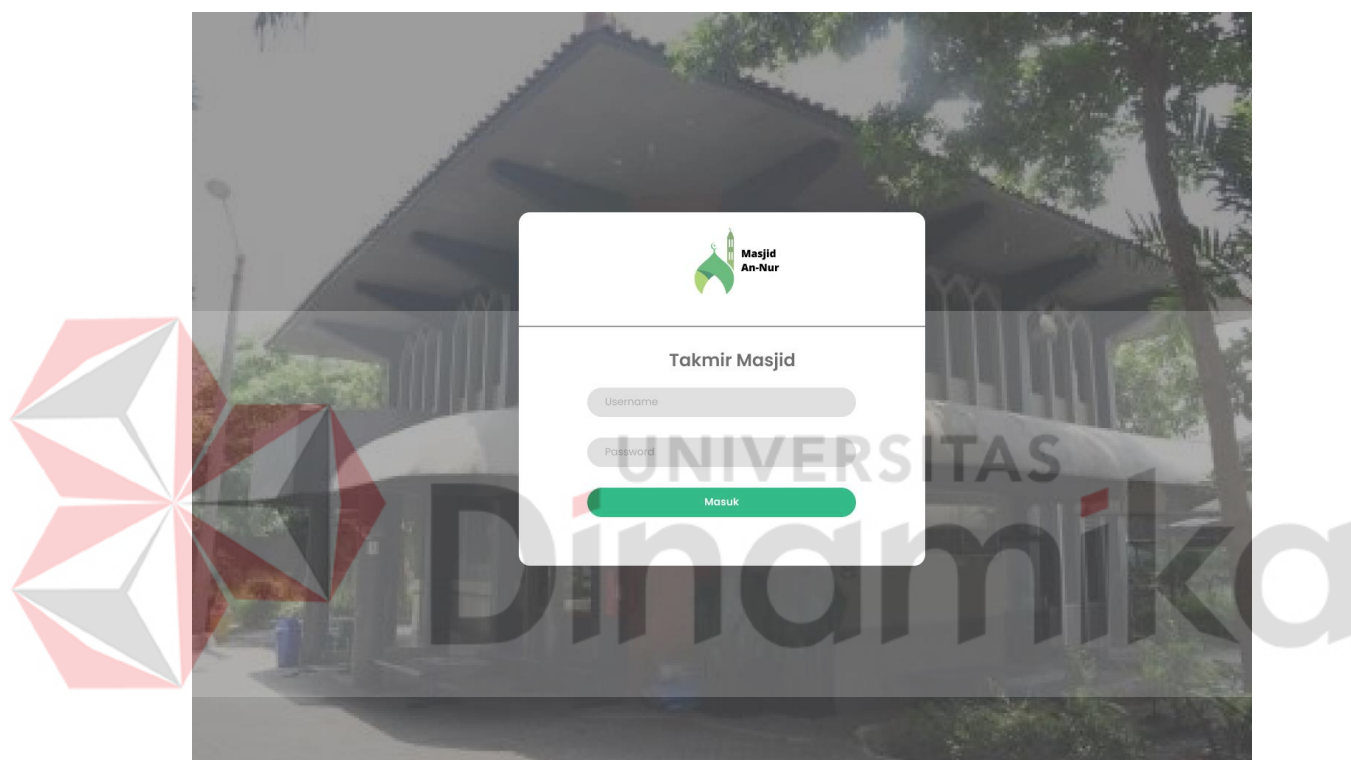 Masjid
An-Nur
Takmir Masjid
Username
Password
Masuk
UNIVERSITAS
Dinamika